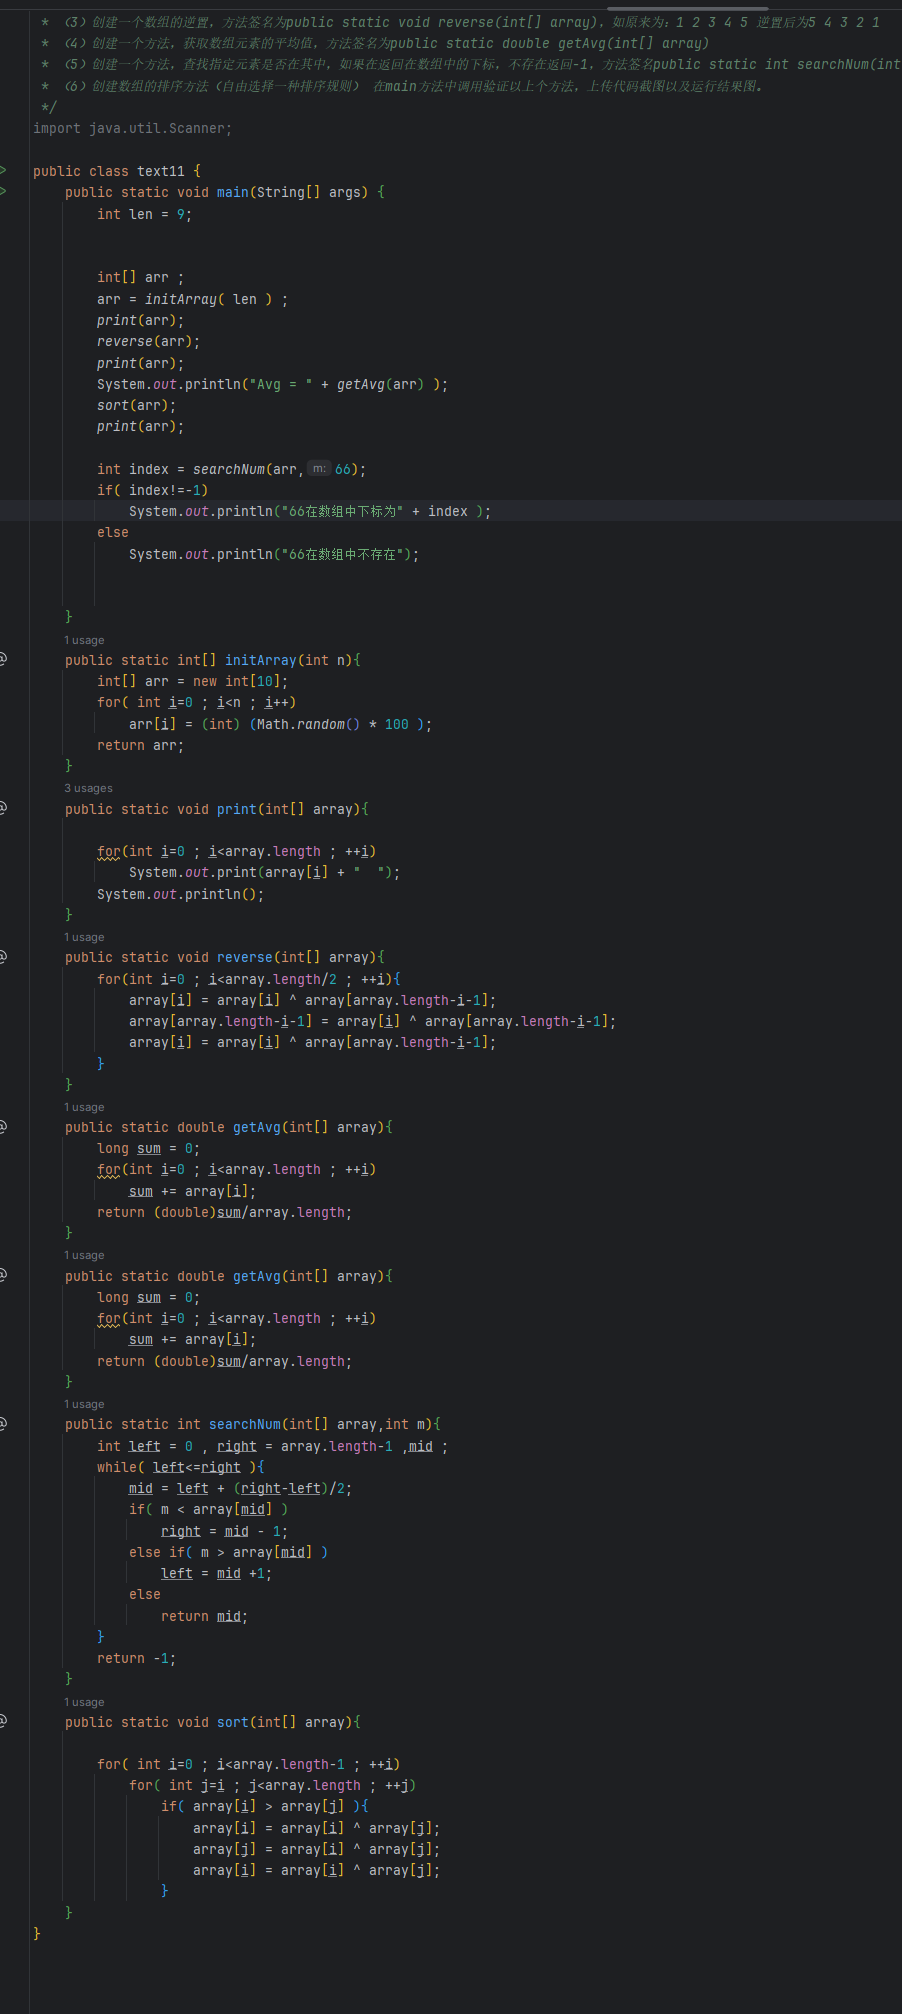 * （3）创建一个数组的逆置，方法签名为public static void reverse(int[] array)，如原来为：1 2 3 4 5 逆置后为5 4 3 2 1
* （4）创建一个方法，获取数组元素的平均值，方法签名为public static double getAvg(int[] array)
* （5）创建一个方法，查找指定元素是否在其中，如果在返回在数组中的下标，不存在返回-1，方法签名public static int searchNum(int
* （6）创建数组的排序方法（自由选择一种排序规则） 在main方法中调用验证以上个方法，上传代码截图以及运行结果图。
*/
import java.util.Scanner;
public class text11 {
public static void main(String[] args) {
int len = 9;
int[] arr ;
arr = initArray( len ) ;
print(arr);
reverse(arr);
print(arr);
System.out.println("Avg = " + getAvg(arr) );
sort(arr);
print(arr);
int index = searchNum(arr, m: 66);
if( index!=-1)
System.out.println("66在数组中下标为" + index );
else
System.out.println("66在数组中不存在");
}
1 usage
public static int[] initArray(int n){
int[] arr = new int[10];
for( int i=0 ; i<n ; i++)
arr[i] = (int) (Math.random() * 100 );
return arr;
}
3 usages
public static void print(int[] array){
for(int i=0 ; i<array.length ; ++i)
System.out.print(array[i] + "  ");
System.out.println();
}
1 usage
public static void reverse(int[] array){
for(int i=0 ; i<array.length/2 ; ++i){
array[i] = array[i] ^ array[array.length-i-1];
array[array.length-i-1] = array[i] ^ array[array.length-i-1];
array[i] = array[i] ^ array[array.length-i-1];
}
}
1 usage
public static double getAvg(int[] array){
long sum = 0;
for(int i=0 ; i<array.length ; ++i)
sum += array[i];
return (double)sum/array.length;
}
1 usage
public static double getAvg(int[] array){
long sum = 0;
for(int i=0 ; i<array.length ; ++i)
sum += array[i];
return (double)sum/array.length;
}
1 usage
public static int searchNum(int[] array,int m){
int left = 0 , right = array.length-1 ,mid ;
while( left<=right ){
mid = left + (right-left)/2;
if( m < array[mid] )
right = mid - 1;
else if( m > array[mid] )
left = mid +1;
else
return mid;
}
return -1;
}
1 usage
public static void sort(int[] array){
for( int i=0 ; i<array.length-1 ; ++i)
for( int j=i ; j<array.length ; ++j)
if( array[i] > array[j] ){
array[i] = array[i] ^ array[j];
array[j] = array[i] ^ array[j];
array[i] = array[i] ^ array[j];
}
}
}